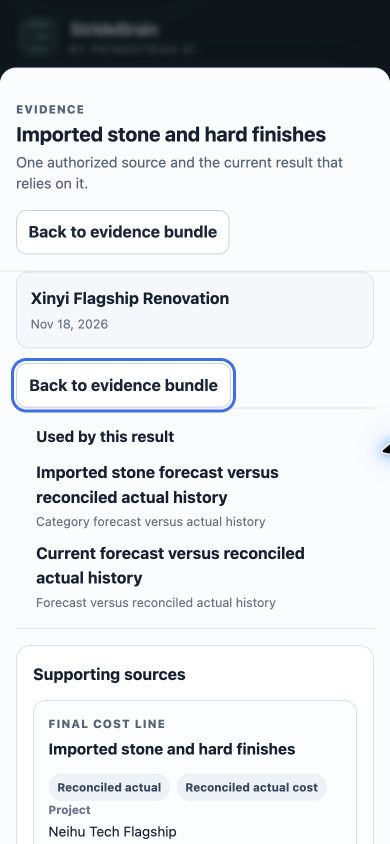 StrideBrain
EVIDENCE
Imported stone and hard finishes
One authorized source and the current result that
relies on it.
Back to evidence bundle
Xinyi Flagship Renovation
Nov 18, 2026
Back to evidence bundle
Used by this result
Imported stone forecast versus
reconciled actual history
Category forecast versus actual history
Current forecast versus reconciled
actual history
Forecast versus reconciled actual history
Supporting sources
FINAL COST LINE
Imported stone and hard finishes
Reconciled actual Reconciled actual cost
Project
Neihu Tech Flagship